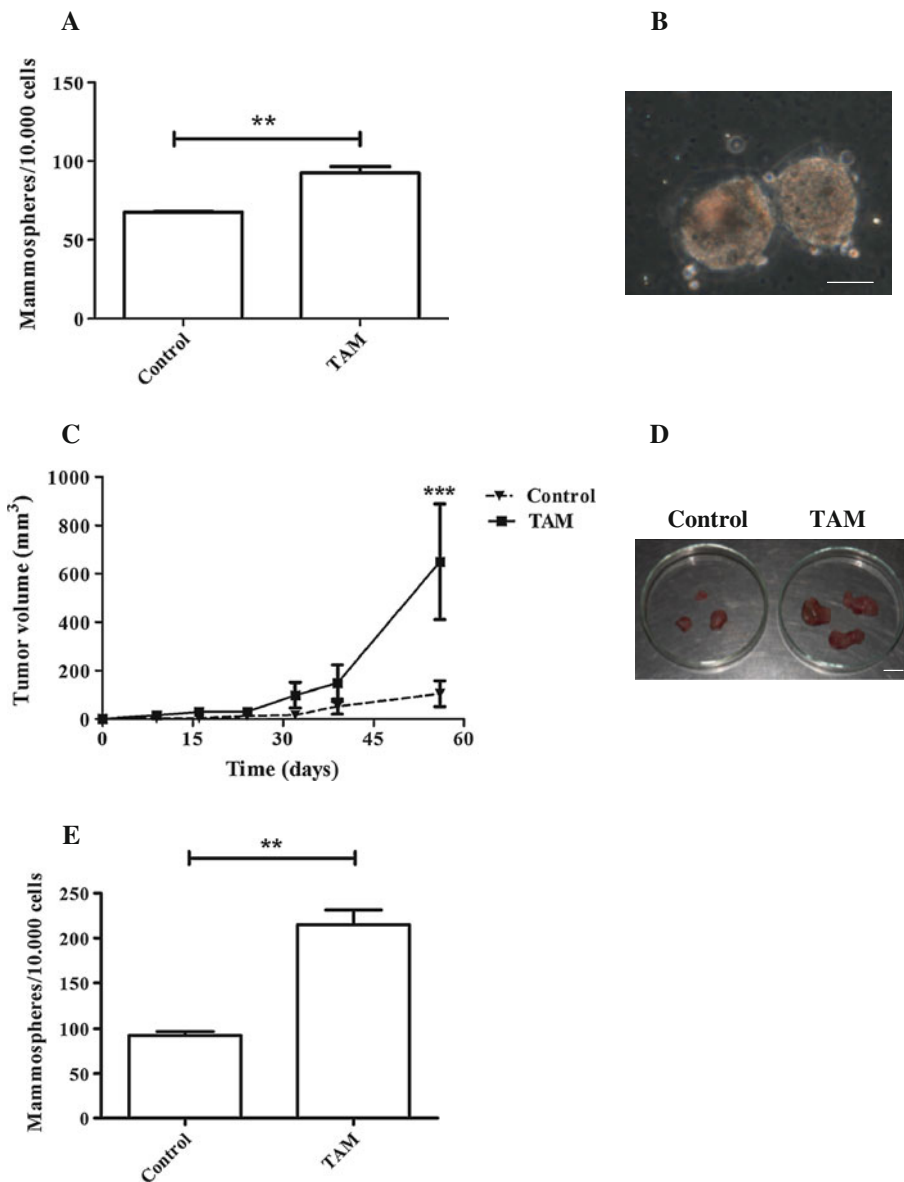 A
Mammospheres/10.000 cells
150
100
50
0
**
Control
TAM
B
C
Tumor volume (mm³)
1000
800
600
400
200
0
0 15 30 45 60
Time (days)
***
Control
TAM
D
Control TAM
E
Mammospheres/10.000 cells
250
200
150
100
50
0
**
Control
TAM